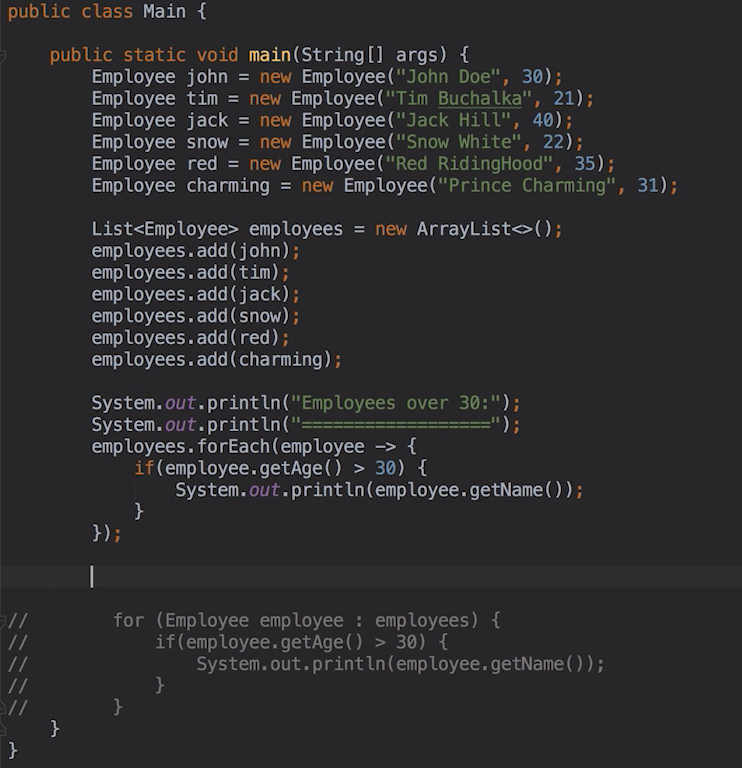 public class Main {
    public static void main(String[] args) {
        Employee john = new Employee("John Doe", 30);
        Employee tim = new Employee("Tim Buchalka", 21);
        Employee jack = new Employee("Jack Hill", 40);
        Employee snow = new Employee("Snow White", 22);
        Employee red = new Employee("Red RidingHood", 35);
        Employee charming = new Employee("Prince Charming", 31);
        List<Employee> employees = new ArrayList<>();
        employees.add(john);
        employees.add(tim);
        employees.add(jack);
        employees.add(snow);
        employees.add(red);
        employees.add(charming);
        System.out.println("Employees over 30:");
        System.out.println("==================");
        employees.forEach(employee -> {
            if(employee.getAge() > 30) {
                System.out.println(employee.getName());
            }
        });
//        for (Employee employee : employees) {
//            if(employee.getAge() > 30) {
//                System.out.println(employee.getName());
//            }
//        }
    }
}